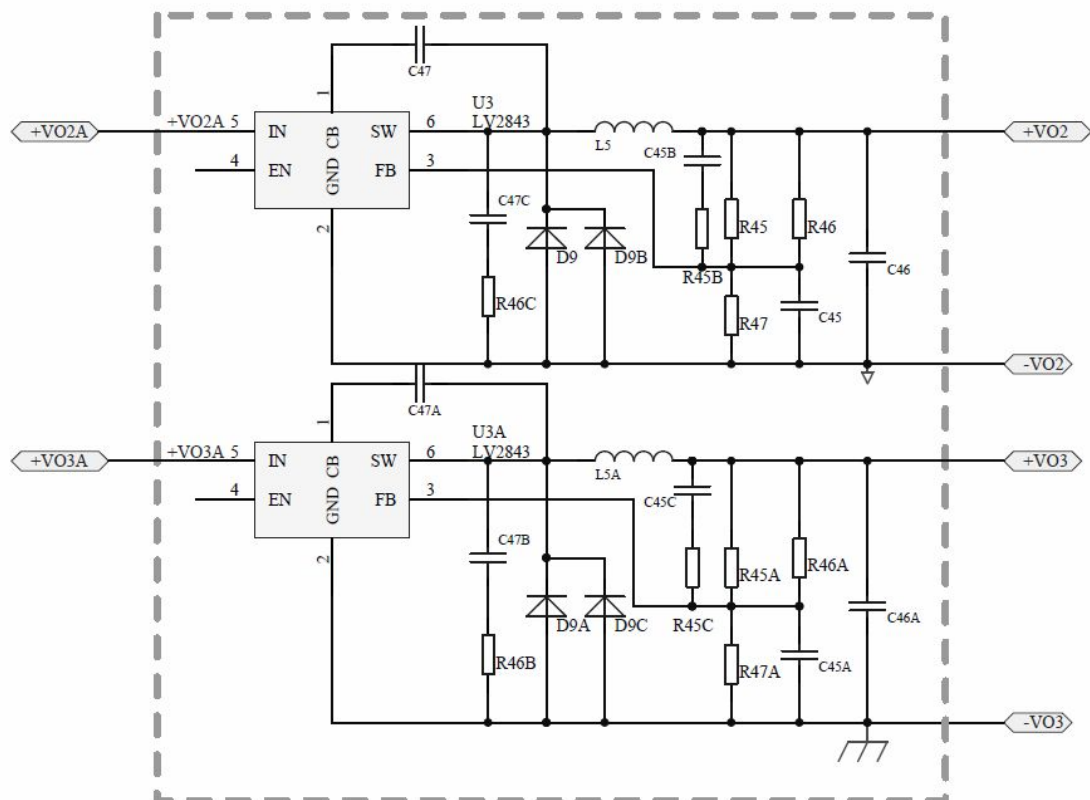 C47
1
U3
LV2843
+VO2A
+VO2A 5
IN
CB
SW
6
L5
C45B
+VO2
4
EN
GND
FB
3
2
C47C
R45
R46
D9
D9B
R45B
C46
R46C
R47
C45
-VO2
C47A
1
U3A
LV2843
+VO3A
+VO3A 5
IN
CB
SW
6
L5A
C45C
+VO3
4
EN
GND
FB
3
2
C47B
R45A
R46A
D9A
D9C
R45C
C46A
R46B
R47A
C45A
-VO3